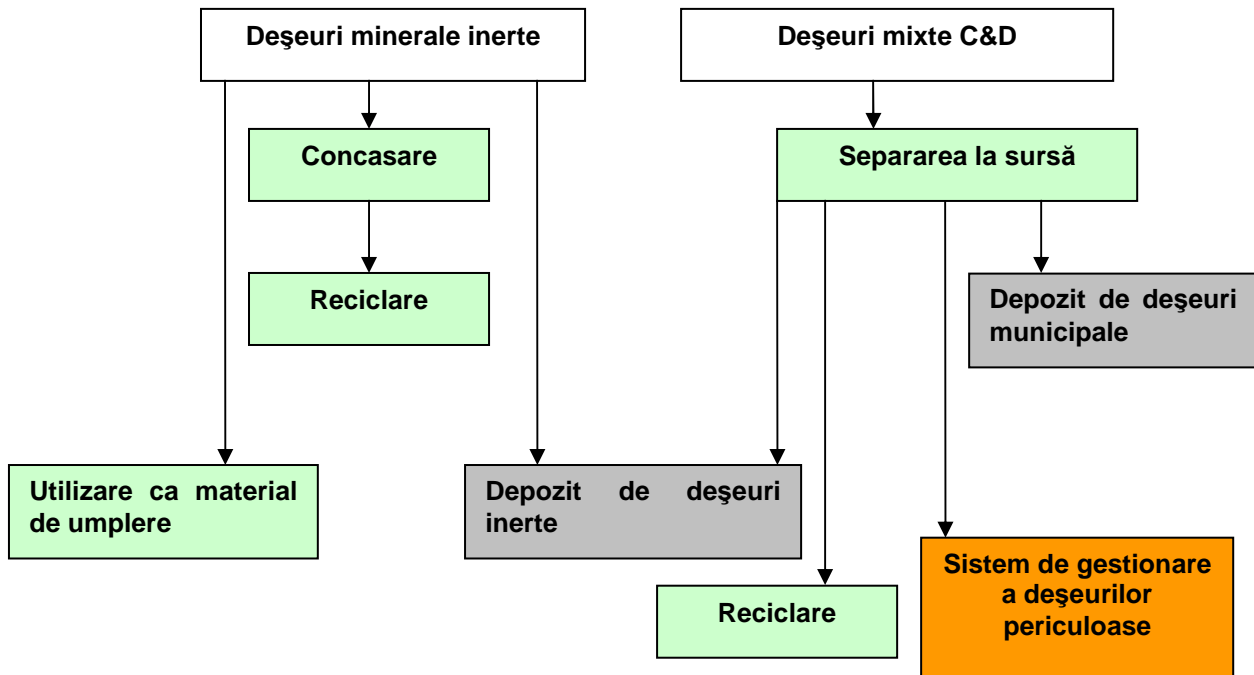 Deşeuri minerale inerte
Deşeuri mixte C&D
Concasare
Separarea la sursă
Reciclare
Depozit de deşeuri
municipale
Utilizare ca material
de umplere
Depozit de deşeuri
inerte
Sistem de gestionare
a deşeurilor
periculoase
Reciclare